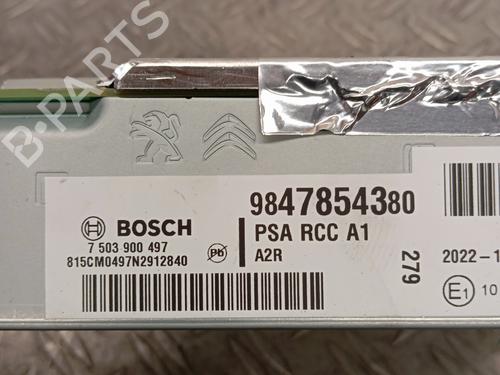 B-PARTS
BOSCH
7 503 900 497
815CM0497N2912840
Pb
9847854380
PSA RCC A1
A2R
279
2022-1
E1 10